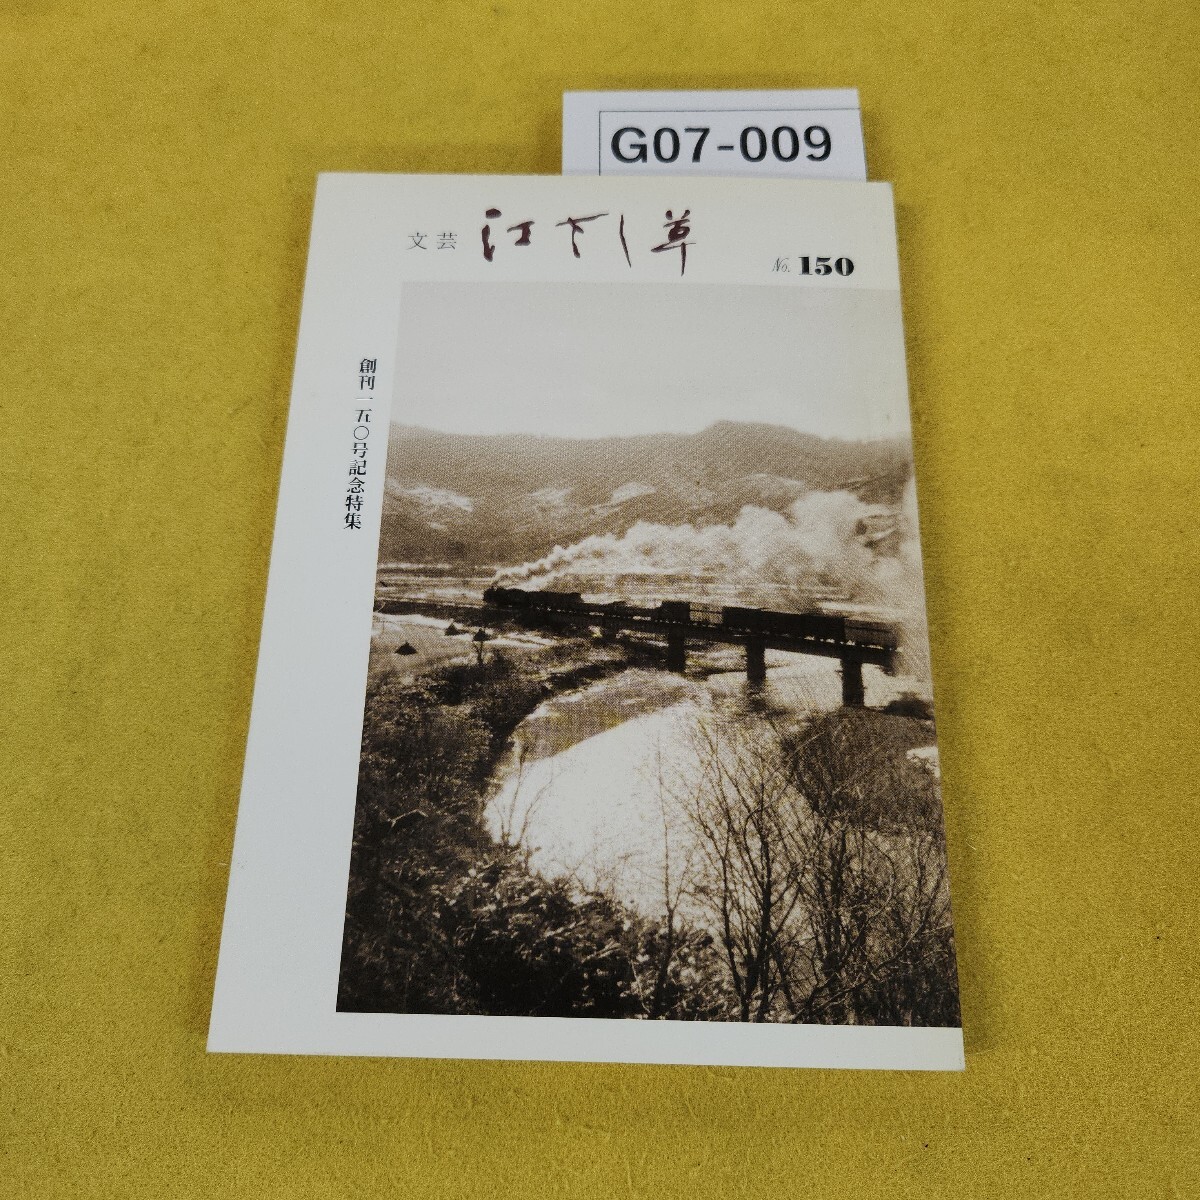 G07-009
文芸 江さし草
No. 150
創刊一五〇号記念特集